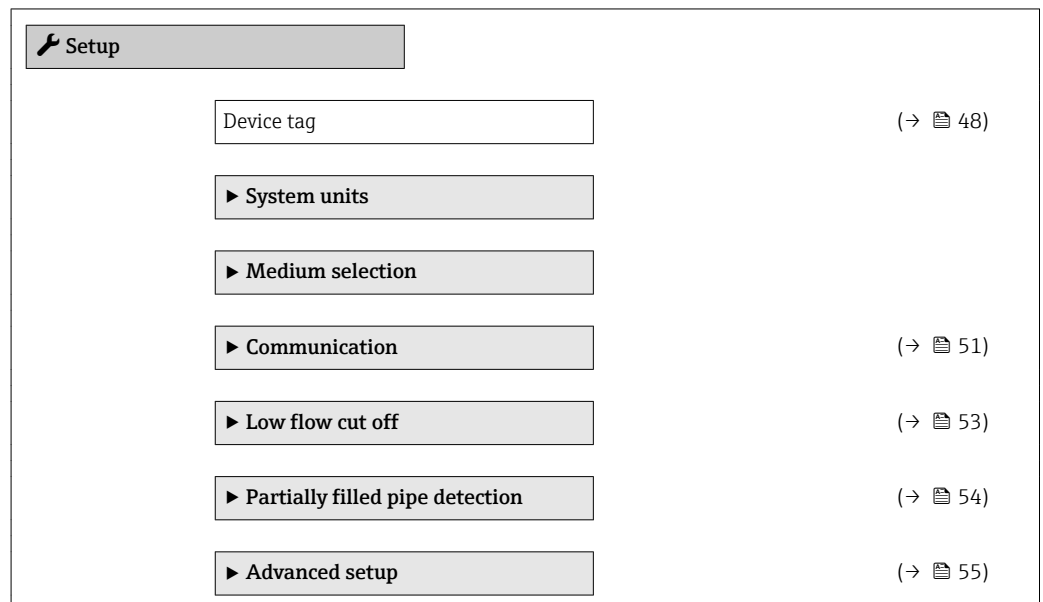 Setup
Device tag (→ 48)
▶ System units
▶ Medium selection
▶ Communication (→ 51)
▶ Low flow cut off (→ 53)
▶ Partially filled pipe detection (→ 54)
▶ Advanced setup (→ 55)